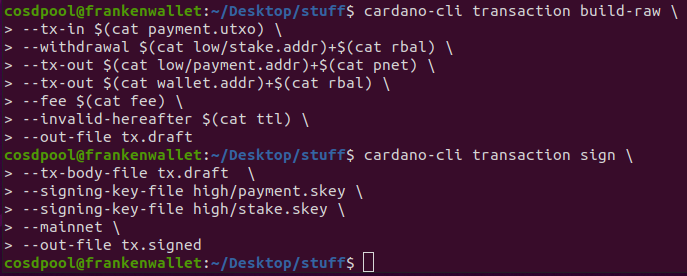 cosdpool@frankenwallet:~/Desktop/stuff$ cardano-cli transaction build-raw \
> --tx-in $(cat payment.utxo) \
> --withdrawal $(cat low/stake.addr)+$(cat rbal) \
> --tx-out $(cat low/payment.addr)+$(cat pnet) \
> --tx-out $(cat wallet.addr)+$(cat rbal) \
> --fee $(cat fee) \
> --invalid-hereafter $(cat ttl) \
> --out-file tx.draft
cosdpool@frankenwallet:~/Desktop/stuff$ cardano-cli transaction sign \
> --tx-body-file tx.draft  \
> --signing-key-file high/payment.skey \
> --signing-key-file high/stake.skey \
> --mainnet \
> --out-file tx.signed
cosdpool@frankenwallet:~/Desktop/stuff$